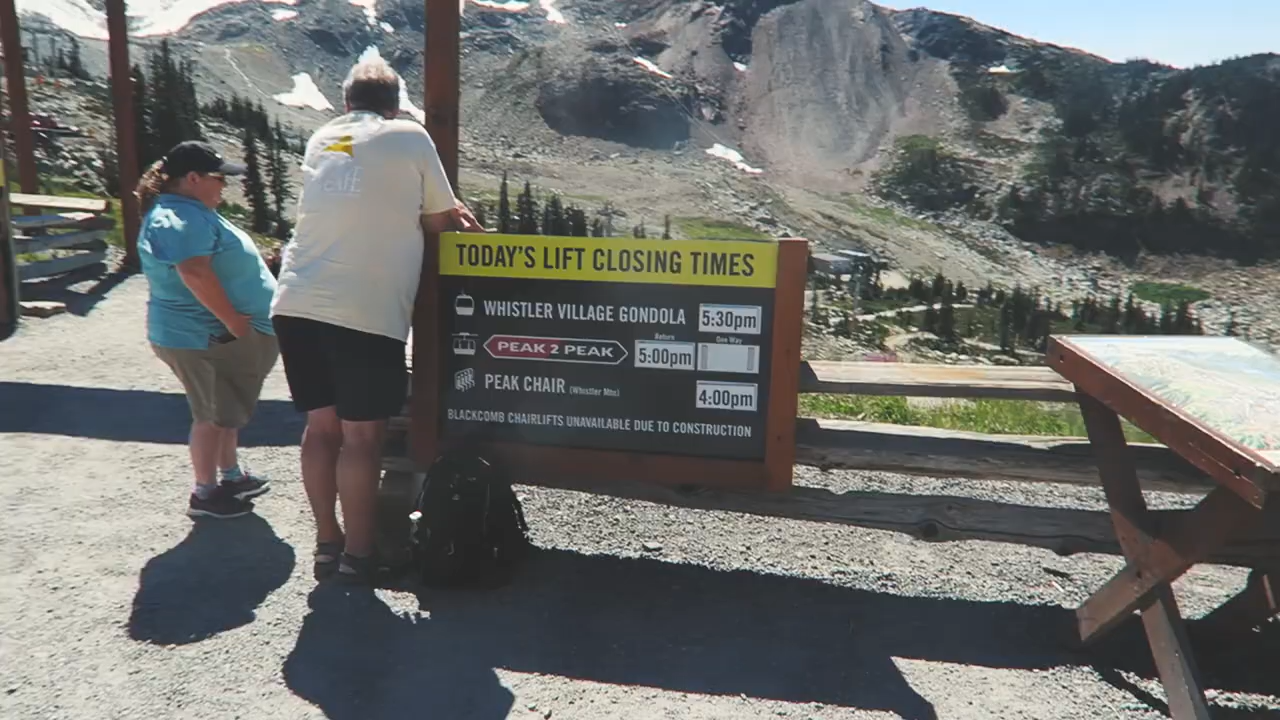 TODAY'S LIFT CLOSING TIMES
WHISTLER VILLAGE GONDOLA 5:30pm
Return One Way
PEAK 2 PEAK 5:00pm
PEAK CHAIR (Whistler Mtn) 4:00pm
BLACKCOMB CHAIRLIFTS UNAVAILABLE DUE TO CONSTRUCTION